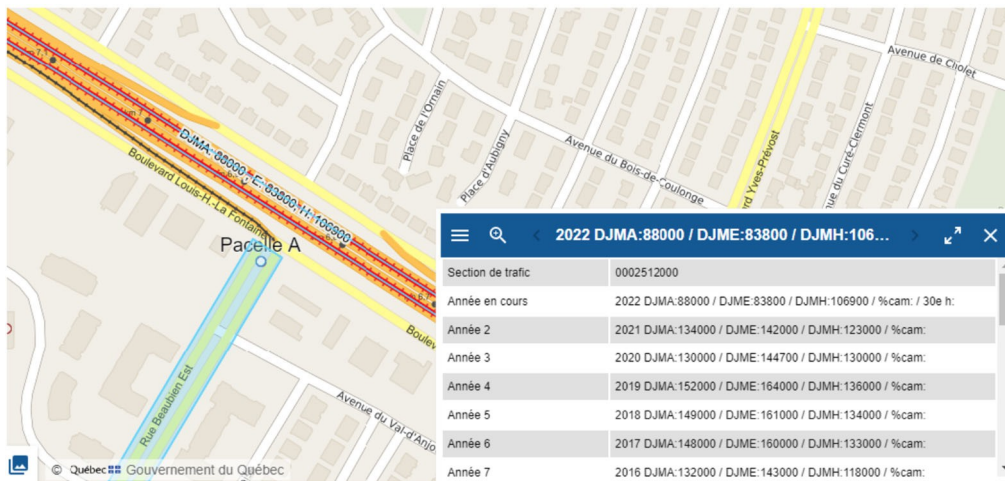 Avenue de Cholet
Place de l'Ornain
Place d'Aubigny
Avenue du Bois-de-Coulonge
DJMA: 88000 , E: 83800, H: 106900
Boulevard Louis-H.-La Fontaine
Pacelle A
Rue Beaubien Est
Avenue du Val-d'Anjo
Boulev
rd Yves-Prévost
ue du Curé-Clermont
2022 DJMA:88000 / DJME:83800 / DJMH:106...
Section de trafic 0002512000
Année en cours 2022 DJMA:88000 / DJME:83800 / DJMH:106900 / %cam: / 30e h:
Année 2 2021 DJMA:134000 / DJME:142000 / DJMH:123000 / %cam:
Année 3 2020 DJMA:130000 / DJME:144700 / DJMH:130000 / %cam:
Année 4 2019 DJMA:152000 / DJME:164000 / DJMH:136000 / %cam:
Année 5 2018 DJMA:149000 / DJME:161000 / DJMH:134000 / %cam:
Année 6 2017 DJMA:148000 / DJME:160000 / DJMH:133000 / %cam:
Année 7 2016 DJMA:132000 / DJME:143000 / DJMH:118000 / %cam:
© Québec Gouvernement du Québec